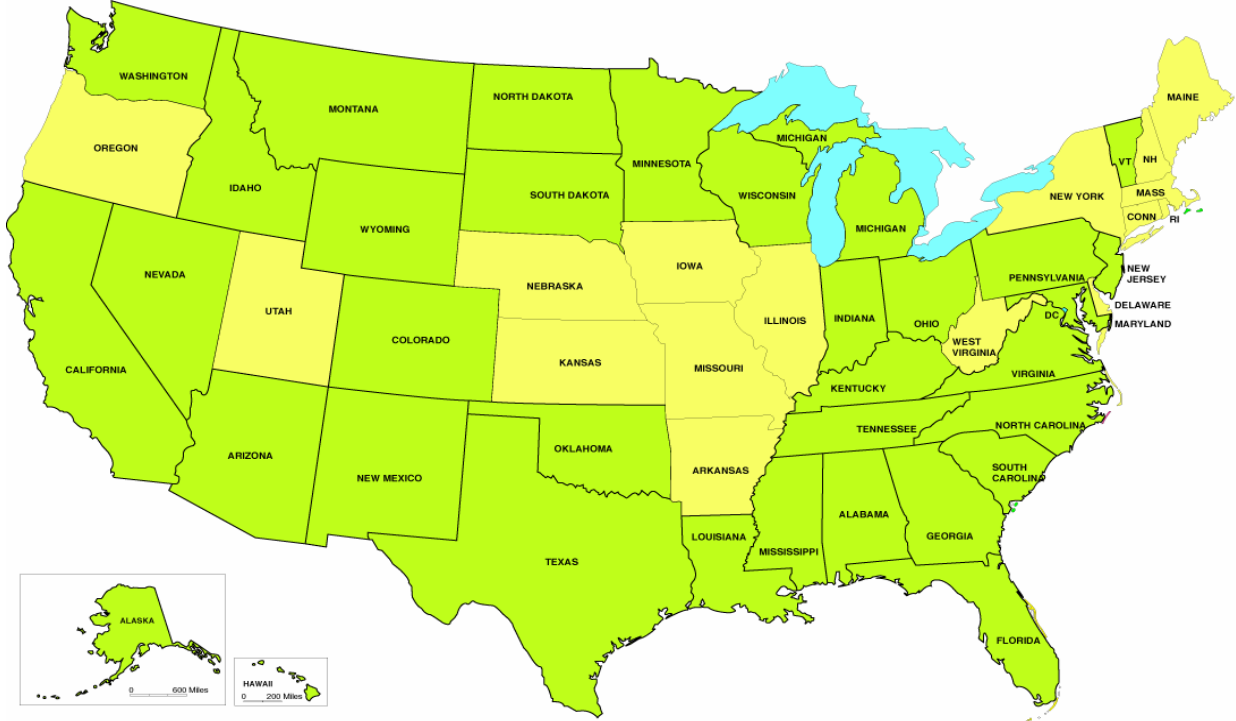 WASHINGTON
MONTANA
NORTH DAKOTA
MINNESOTA
MICHIGAN
MAINE
OREGON
IDAHO
SOUTH DAKOTA
WISCONSIN
VT
NH
MASS
NEW YORK
CONN
RI
WYOMING
MICHIGAN
NEVADA
UTAH
NEBRASKA
IOWA
ILLINOIS
INDIANA
OHIO
PENNSYLVANIA
NEW
JERSEY
DELAWARE
MARYLAND
DC
WEST
VIRGINIA
VIRGINIA
CALIFORNIA
COLORADO
KANSAS
MISSOURI
KENTUCKY
TENNESSEE
NORTH CAROLINA
ARIZONA
NEW MEXICO
OKLAHOMA
ARKANSAS
SOUTH
CAROLINA
TEXAS
LOUISIANA
MISSISSIPPI
ALABAMA
GEORGIA
FLORIDA
ALASKA
0 600 Miles
HAWAII
0 200 Miles